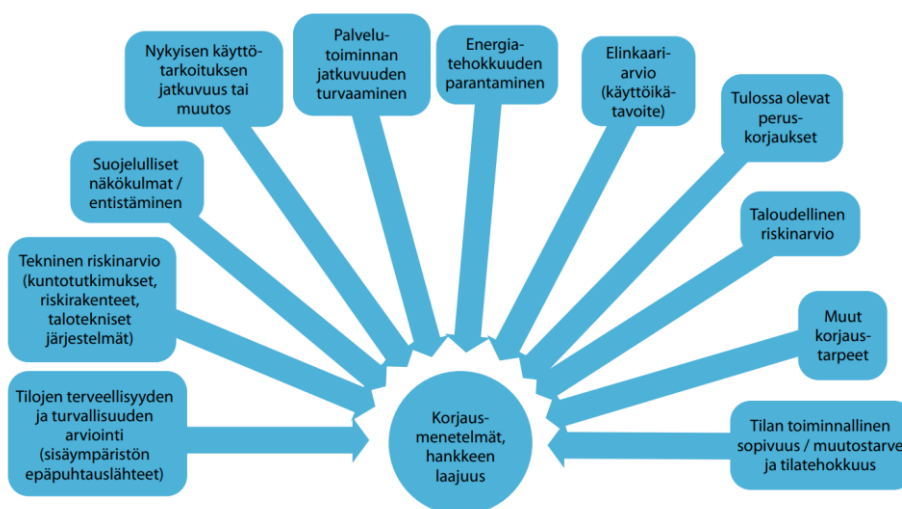 Nykyisen käyttö-
tarkoituksen
jatkuvuus tai
muutos
Palvelu-
toiminnan
jatkuvuuden
turvaaminen
Energia-
tehokkuuden
parantaminen
Elinkaari-
arvio
(käyttöikä-
tavoite)
Tulossa olevat
perus-
korjaukset
Suojelulliset
näkökulmat /
entistäminen
Taloudellinen
riskinarvio
Tekninen riskinarvio
(kuntotutkimukset,
riskirakenteet,
talotekniset
järjestelmät)
Muut
korjaus-
tarpeet
Tilojen terveellisyyden
ja turvallisuuden
arviointi
(sisäympäristön
epäpuhtauslähteet)
Korjaus-
menetelmät,
hankkeen
laajuus
Tilan toiminnallinen
sopivuus / muutostarve
ja tilatehokkuus